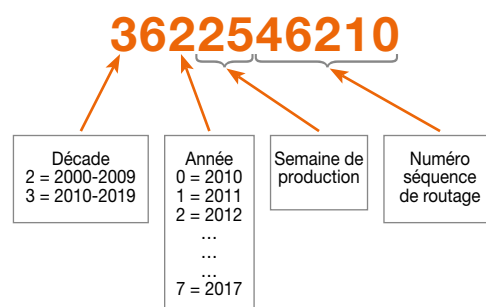 3622546210
Décade
2 = 2000-2009
3 = 2010-2019
Année
0 = 2010
1 = 2011
2 = 2012
...
...
...
7 = 2017
Semaine de
production
Numéro
séquence
de routage